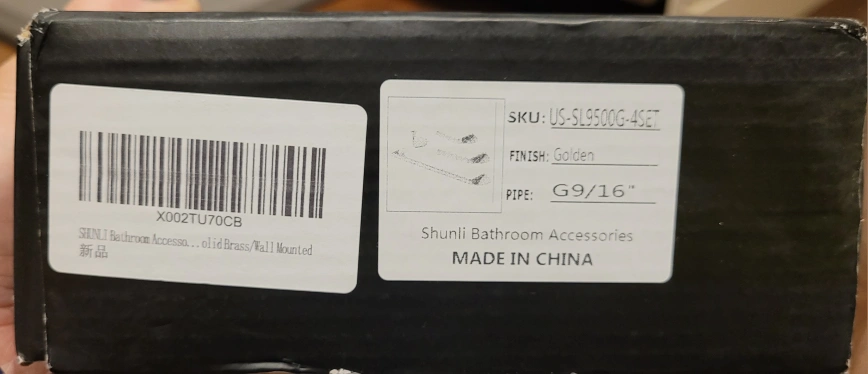 X002TU70CB
SHUNLI Bathroom Accesso...olid Brass/Wall Mounted
新品
SKU: US-SL9500G-4SET
FINISH: Golden
PIPE: G9/16"
Shunli Bathroom Accessories
MADE IN CHINA